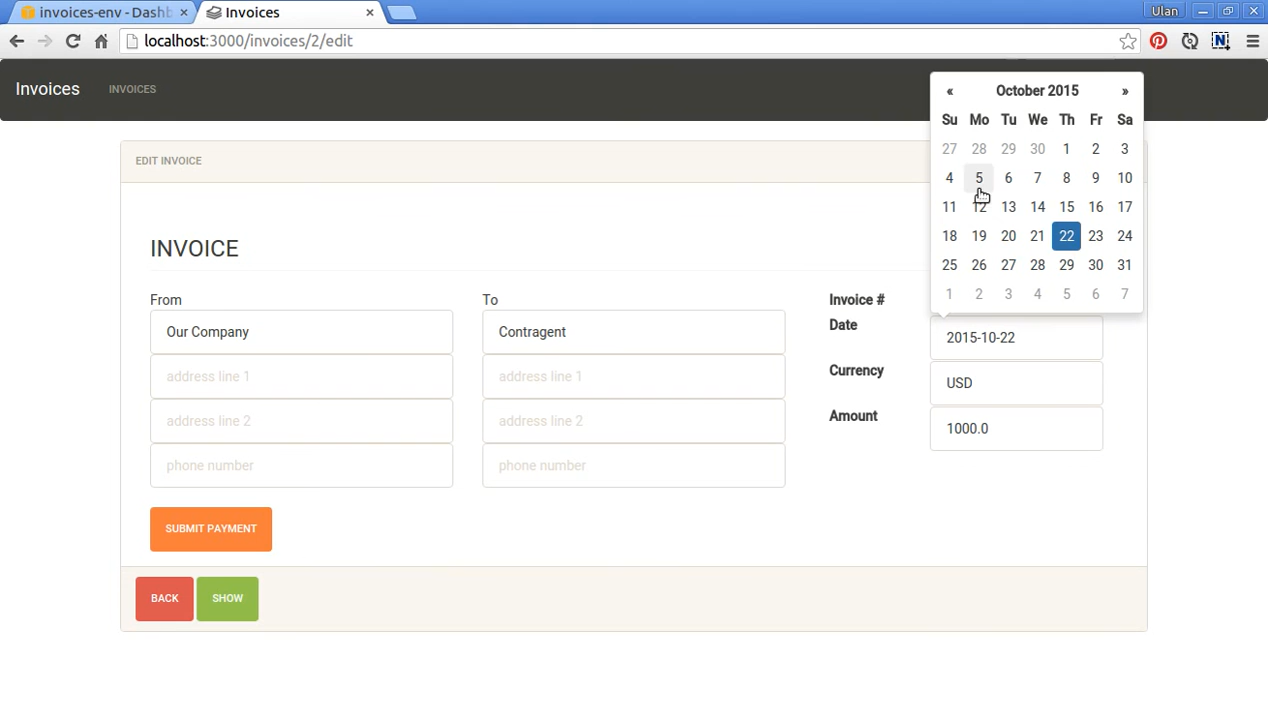 invoices-env - Dashb
Invoices
Ulan
localhost:3000/invoices/2/edit
Invoices
INVOICES
« October 2015 »
Su Mo Tu We Th Fr Sa
27 28 29 30 1 2 3
4 5 6 7 8 9 10
11 12 13 14 15 16 17
18 19 20 21 22 23 24
25 26 27 28 29 30 31
1 2 3 4 5 6 7
EDIT INVOICE
INVOICE
From
Our Company
address line 1
address line 2
phone number
To
Contragent
address line 1
address line 2
phone number
Invoice #
Date
2015-10-22
Currency
USD
Amount
1000.0
SUBMIT PAYMENT
BACK
SHOW